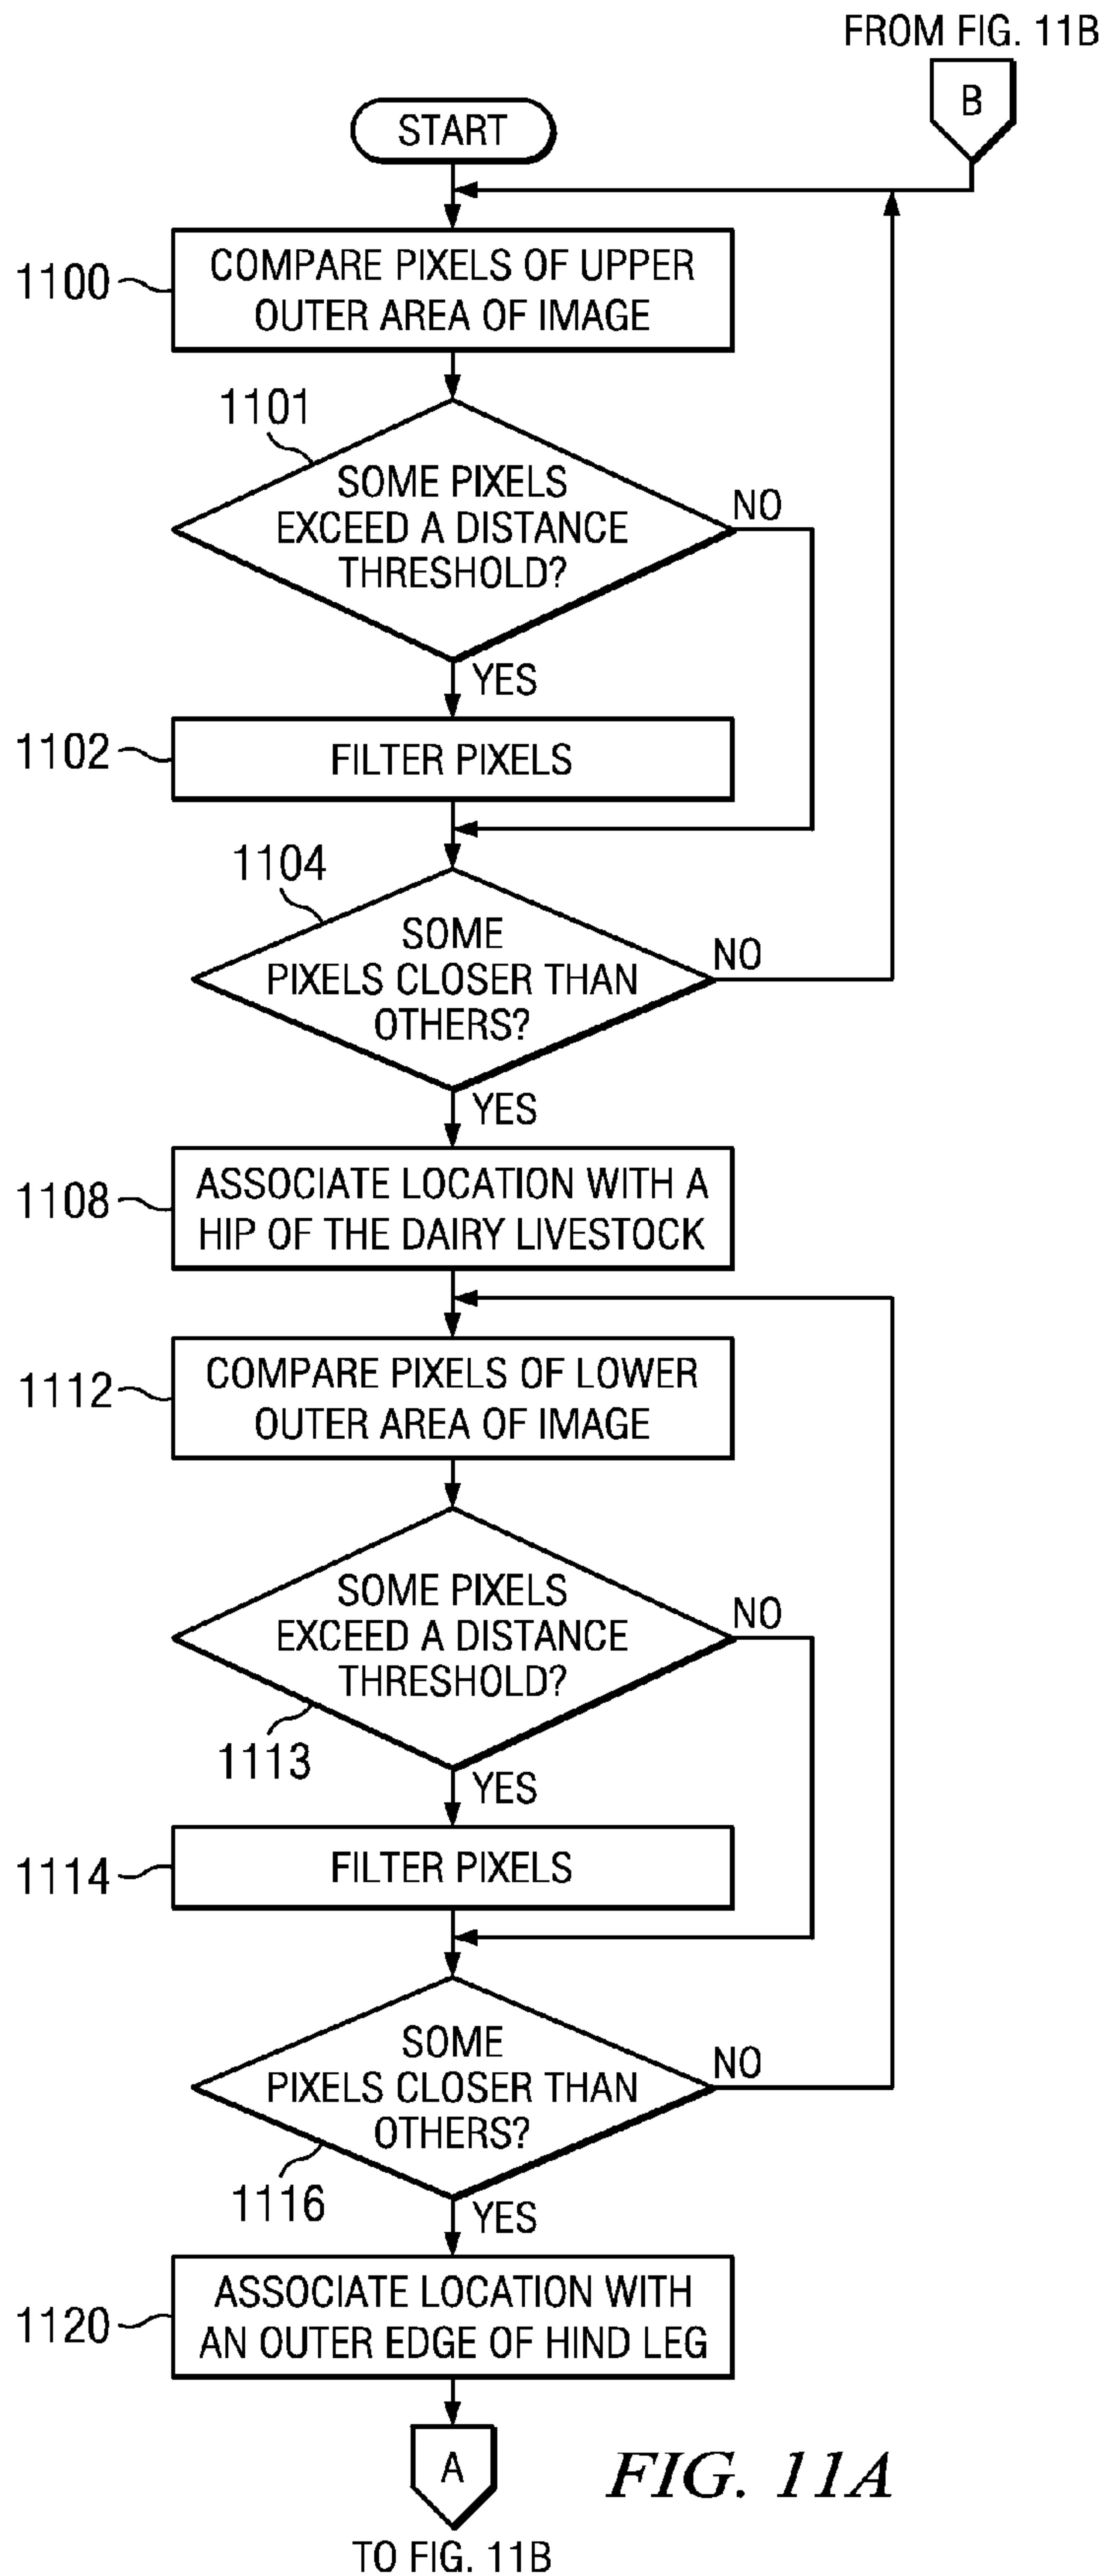 FROM FIG. 11B
B
START
1100
COMPARE PIXELS OF UPPER
OUTER AREA OF IMAGE
1101
SOME PIXELS
EXCEED A DISTANCE
THRESHOLD?
NO
YES
1102
FILTER PIXELS
1104
SOME
PIXELS CLOSER THAN
OTHERS?
NO
YES
1108
ASSOCIATE LOCATION WITH A
HIP OF THE DAIRY LIVESTOCK
1112
COMPARE PIXELS OF LOWER
OUTER AREA OF IMAGE
SOME PIXELS
EXCEED A DISTANCE
THRESHOLD?
NO
1113
YES
1114
FILTER PIXELS
SOME
PIXELS CLOSER THAN
OTHERS?
NO
1116
YES
1120
ASSOCIATE LOCATION WITH
AN OUTER EDGE OF HIND LEG
A
FIG. 11A
TO FIG. 11B